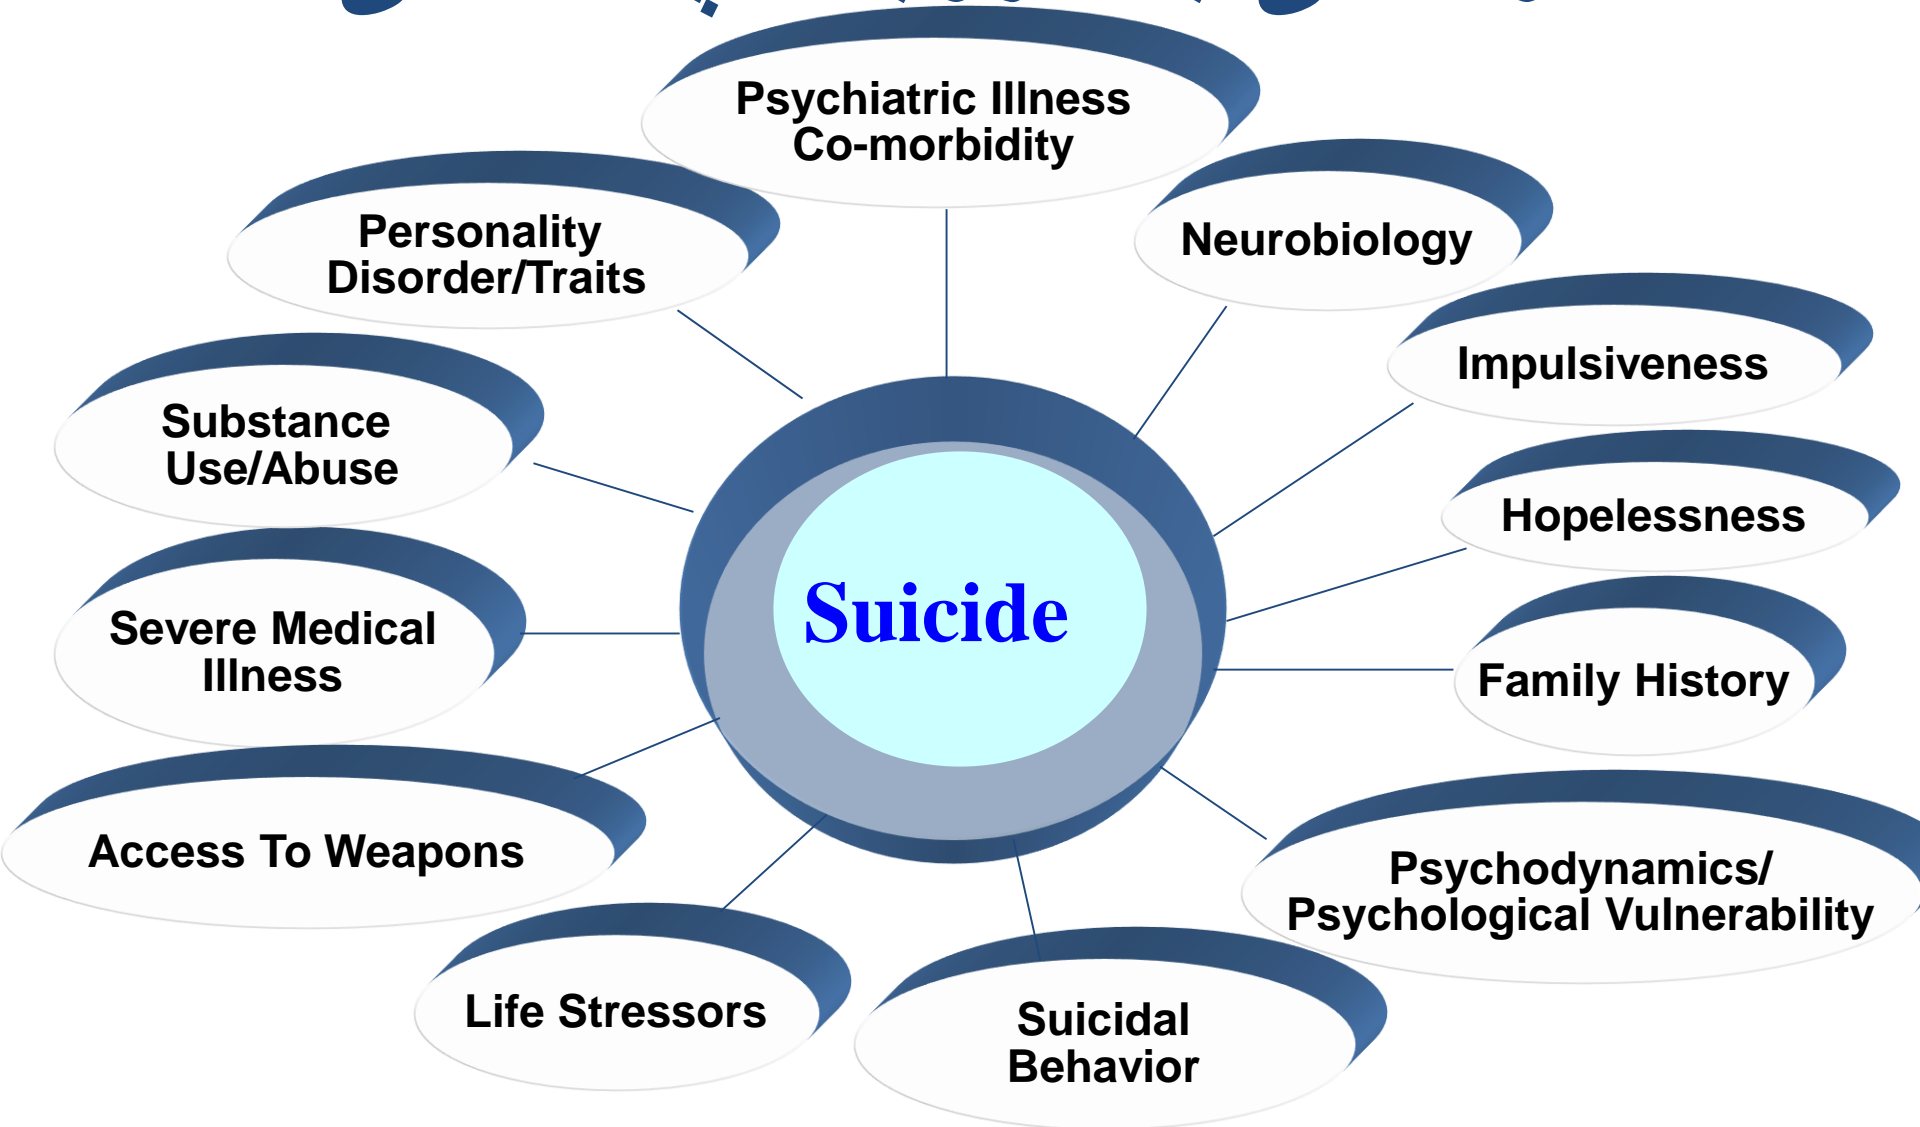 Psychiatric Illness
Co-morbidity
Neurobiology
Personality
Disorder/Traits
Impulsiveness
Substance
Use/Abuse
Hopelessness
Suicide
Severe Medical
Illness
Family History
Access To Weapons
Psychodynamics/
Psychological Vulnerability
Life Stressors
Suicidal
Behavior